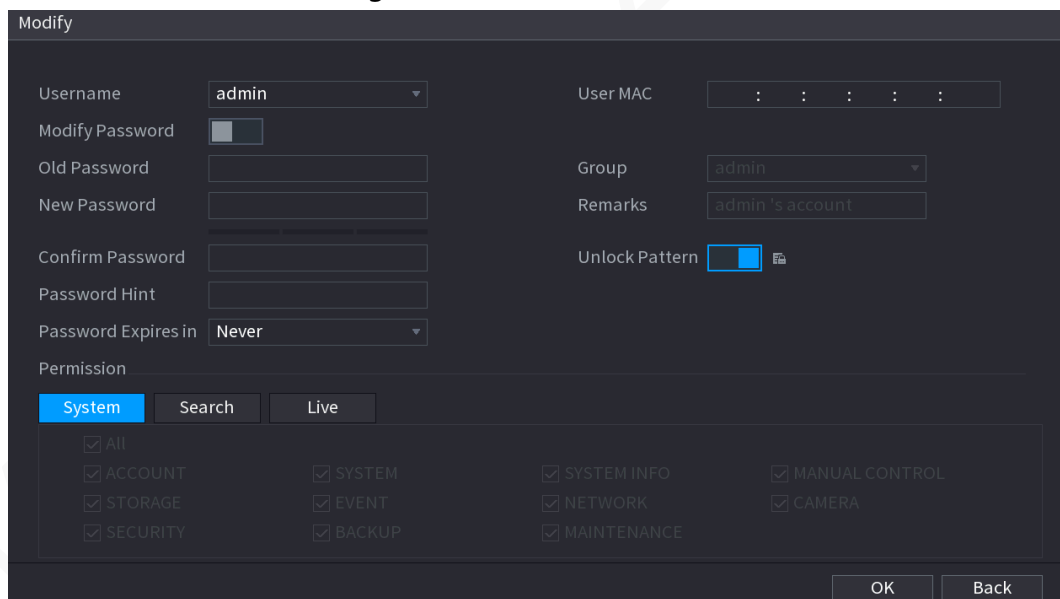 Modify
Username admin User MAC : : : : :
Modify Password
Old Password Group admin
New Password Remarks admin 's account
Confirm Password Unlock Pattern
Password Hint
Password Expires in Never
Permission
System Search Live
All
ACCOUNT SYSTEM SYSTEM INFO MANUAL CONTROL
STORAGE EVENT NETWORK CAMERA
SECURITY BACKUP MAINTENANCE
OK Back